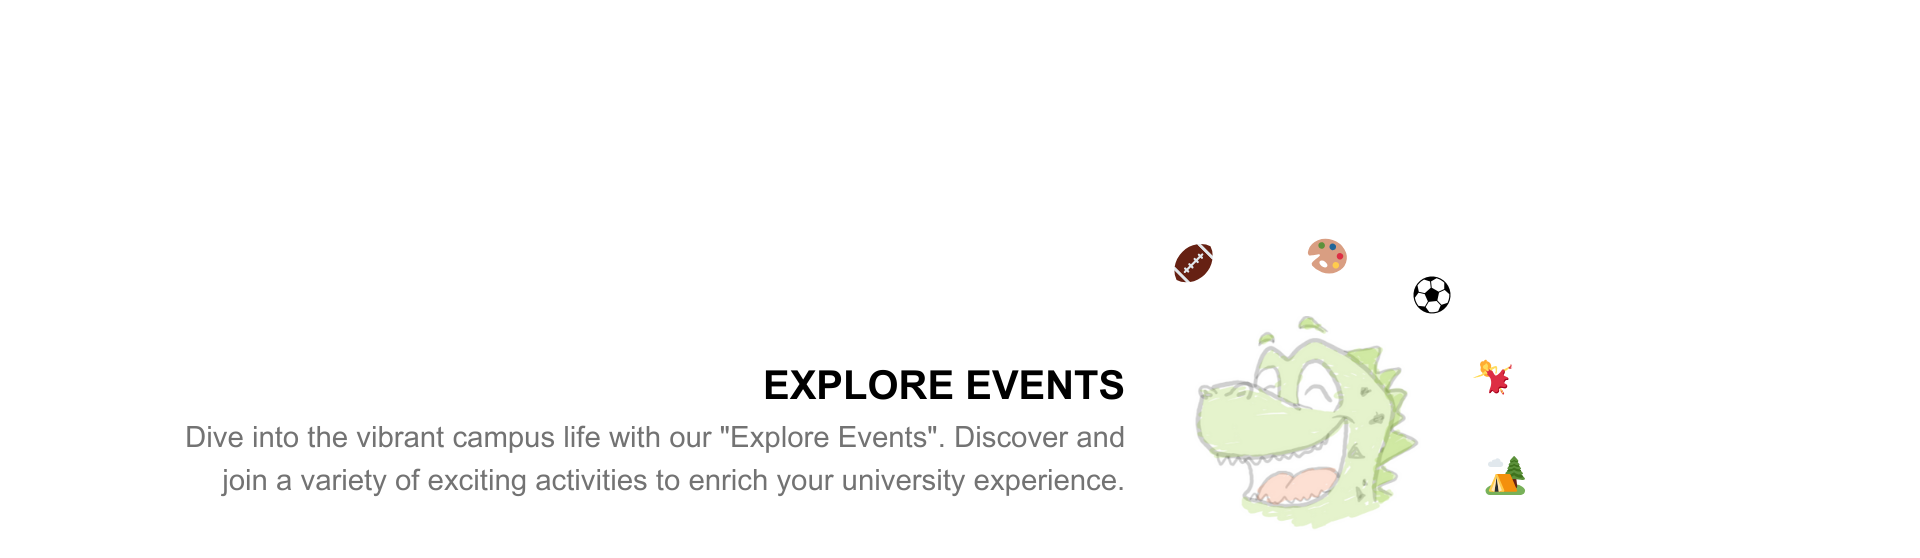 EXPLORE EVENTS
Dive into the vibrant campus life with our "Explore Events". Discover and
join a variety of exciting activities to enrich your university experience.